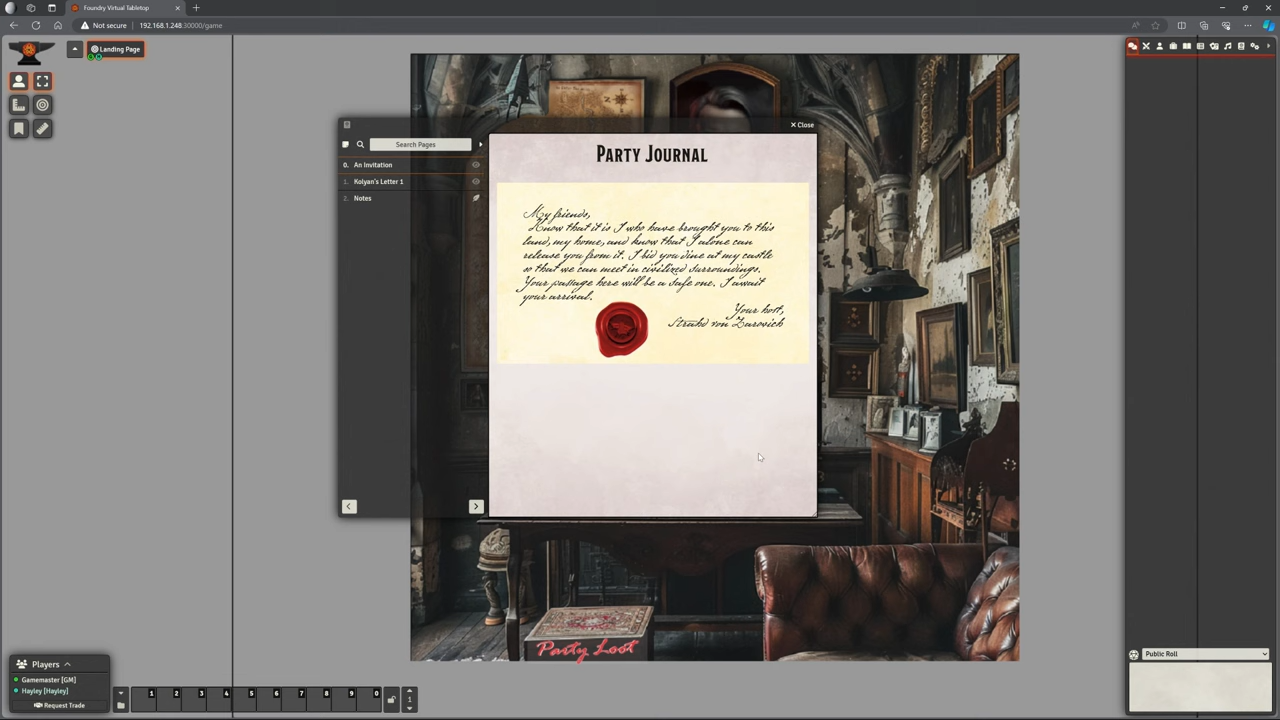 Foundry Virtual Tabletop
Not secure
192.168.1.248:30000/game
Landing Page
G
H
Close
Search Pages
0. An Invitation
1. Kolyan's Letter 1
2. Notes
Party Journal
My friends,
Know that it is I who have brought you to this
land, my home, and know that I alone can
release you from it. I bid you dine at my castle
so that we can meet in civilized surroundings.
Your passage here will be a safe one. I await
your arrival.
Your host,
Strahd von Zarovich
Party Loot
Players
Gamemaster [GM]
Hayley [Hayley]
Request Trade
1 2 3 4 5 6 7 8 9 0
1
Public Roll